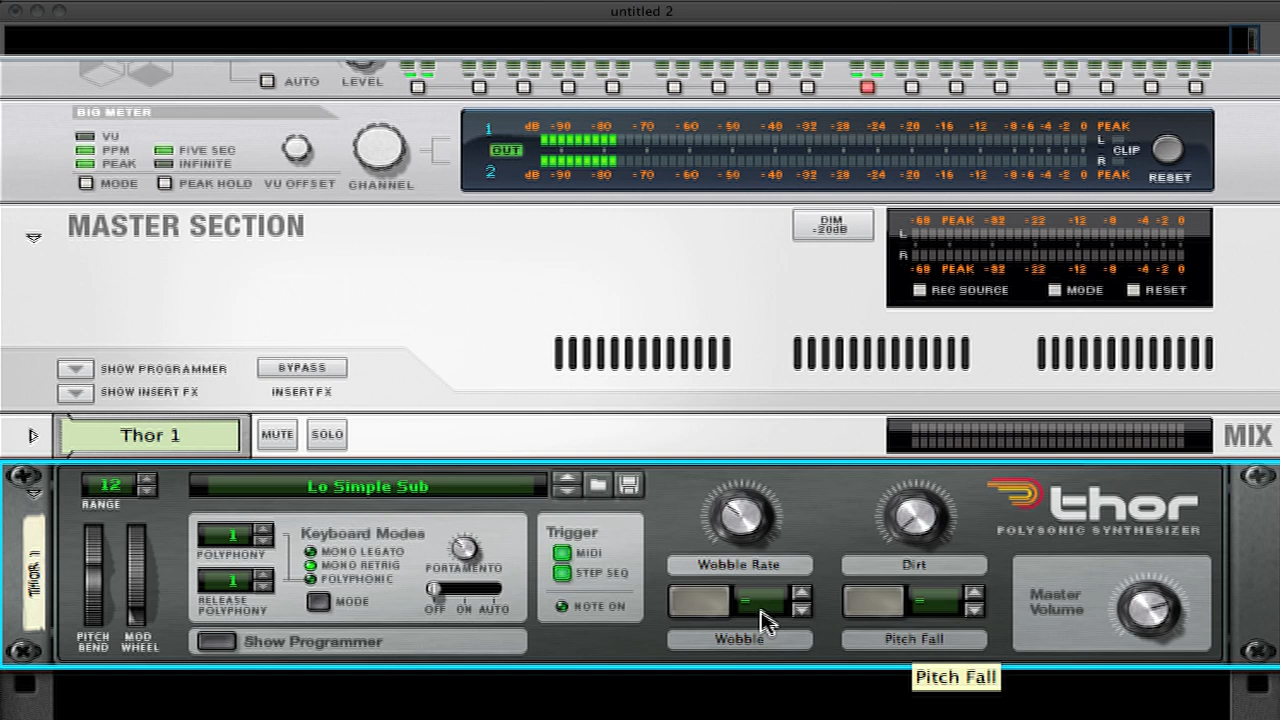 untitled 2
AUTO
LEVEL
BIG METER
VU
PPM
PEAK
FIVE SEC
INFINITE
MODE
PEAK HOLD
VU OFFSET
CHANNEL
1 dB -90 -80 -70 -60 -50 -40 -32 -28 -24 -20 -16 -12 -8 -6 -4 -2 0 PEAK
OUT
L
R
CLIP
2 dB -90 -80 -70 -60 -50 -40 -32 -28 -24 -20 -16 -12 -8 -6 -4 -2 0 PEAK
RESET
MASTER SECTION
DIM
-20dB
-68 PEAK -32 -22 -12 -8 -4 -2 0
L
R
-68 PEAK -32 -22 -12 -8 -4 -2 0
REC SOURCE MODE RESET
SHOW PROGRAMMER
BYPASS
SHOW INSERT FX
INSERT FX
Thor 1
MUTE
SOLO
MIX
12
RANGE
Lo Simple Sub
thor
POLYSONIC SYNTHESIZER
THOR 1
1
POLYPHONY
1
RELEASE
POLYPHONY
Keyboard Modes
MONO LEGATO
MONO RETRIG
POLYPHONIC
MODE
PORTAMENTO
OFF ON AUTO
Trigger
MIDI
STEP SEQ
NOTE ON
Wobble Rate
Dirt
Wobble
Pitch Fall
Master
Volume
PITCH
BEND
MOD
WHEEL
Show Programmer
Pitch Fall